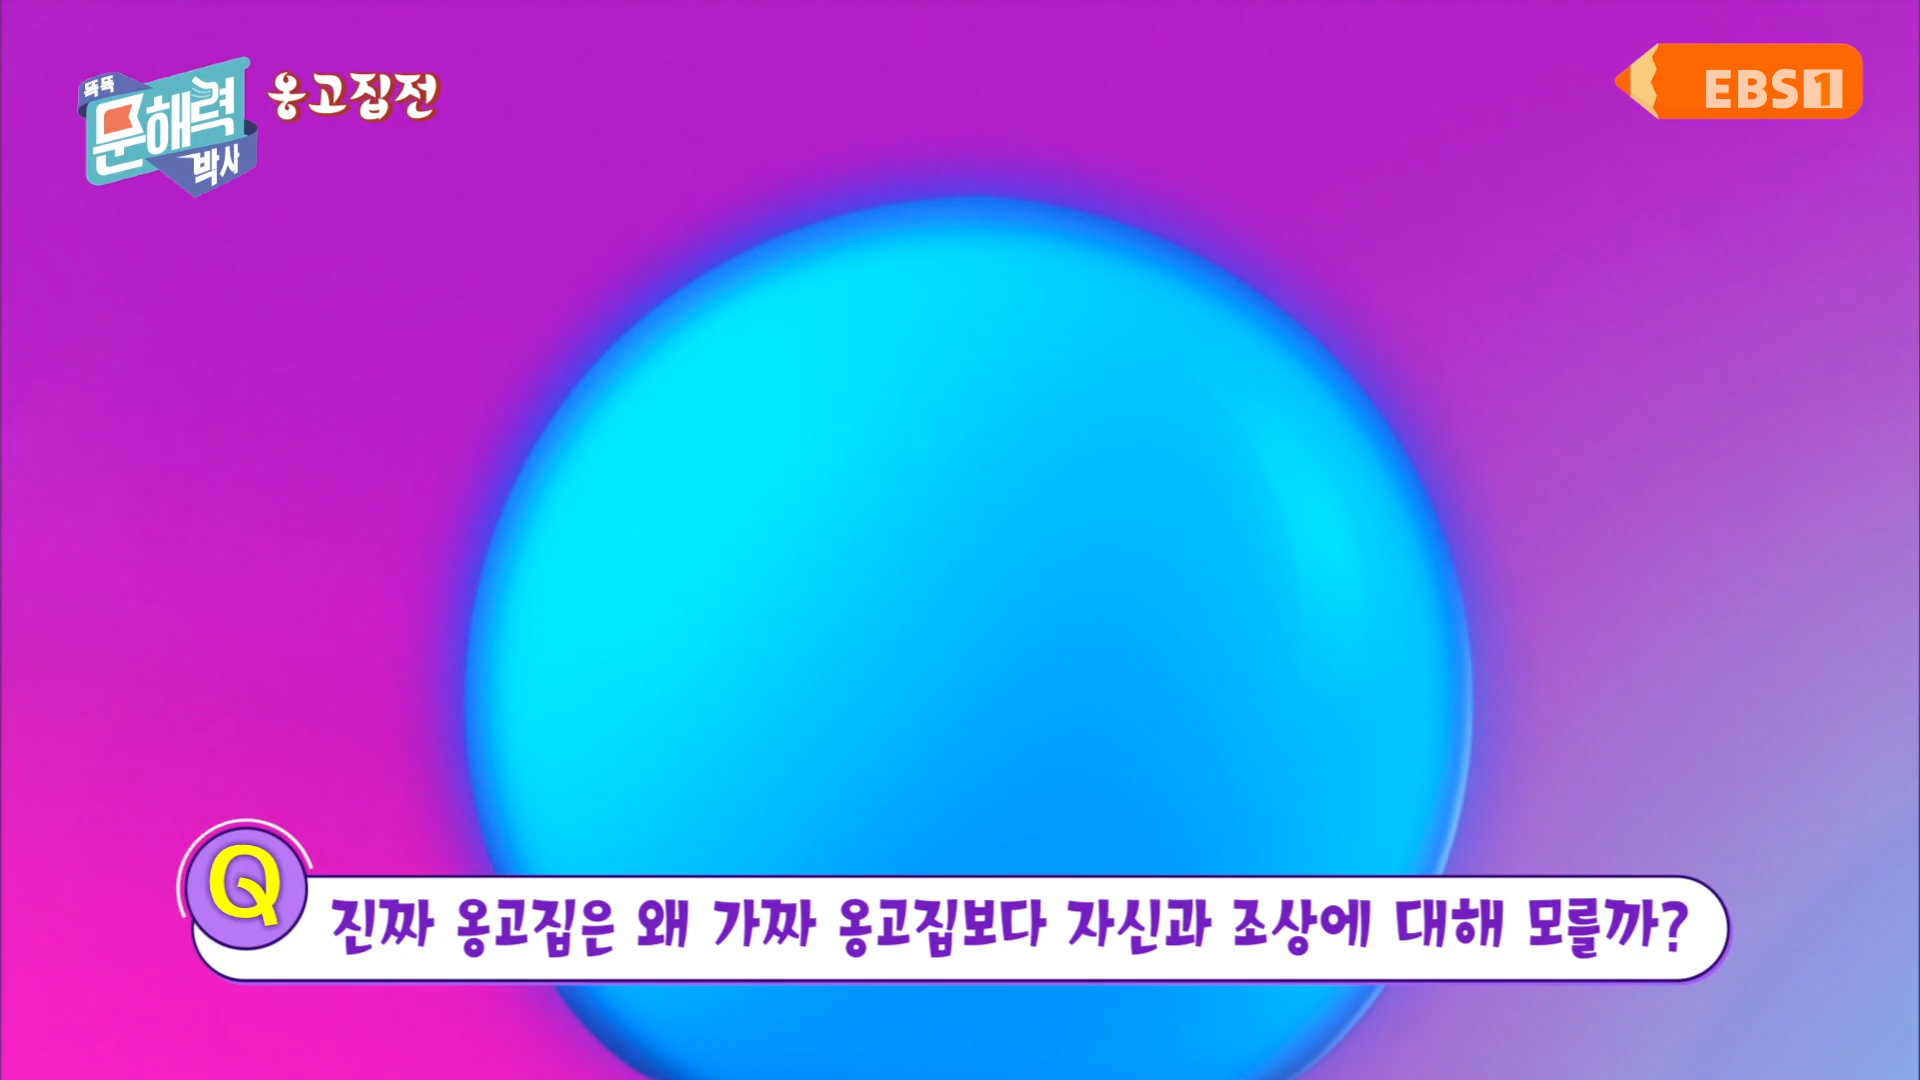 똑똑
문해력
박사
옹고집전
EBS1
Q
진짜 옹고집은 왜 가짜 옹고집보다 자신과 조상에 대해 모를까?